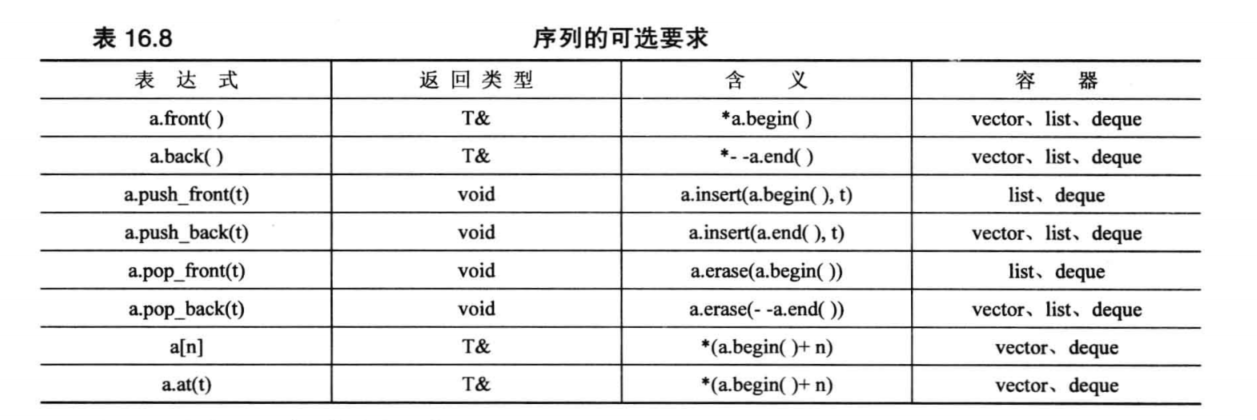 表 16.8 序列的可选要求
表 达 式 返 回 类 型 含 义 容 器
a.front( ) T& *a.begin( ) vector、list、deque
a.back( ) T& *- -a.end( ) vector、list、deque
a.push_front(t) void a.insert(a.begin( ), t) list、deque
a.push_back(t) void a.insert(a.end( ), t) vector、list、deque
a.pop_front(t) void a.erase(a.begin( )) list、deque
a.pop_back(t) void a.erase(- -a.end( )) vector、list、deque
a[n] T& *(a.begin( )+ n) vector、deque
a.at(t) T& *(a.begin( )+ n) vector、deque